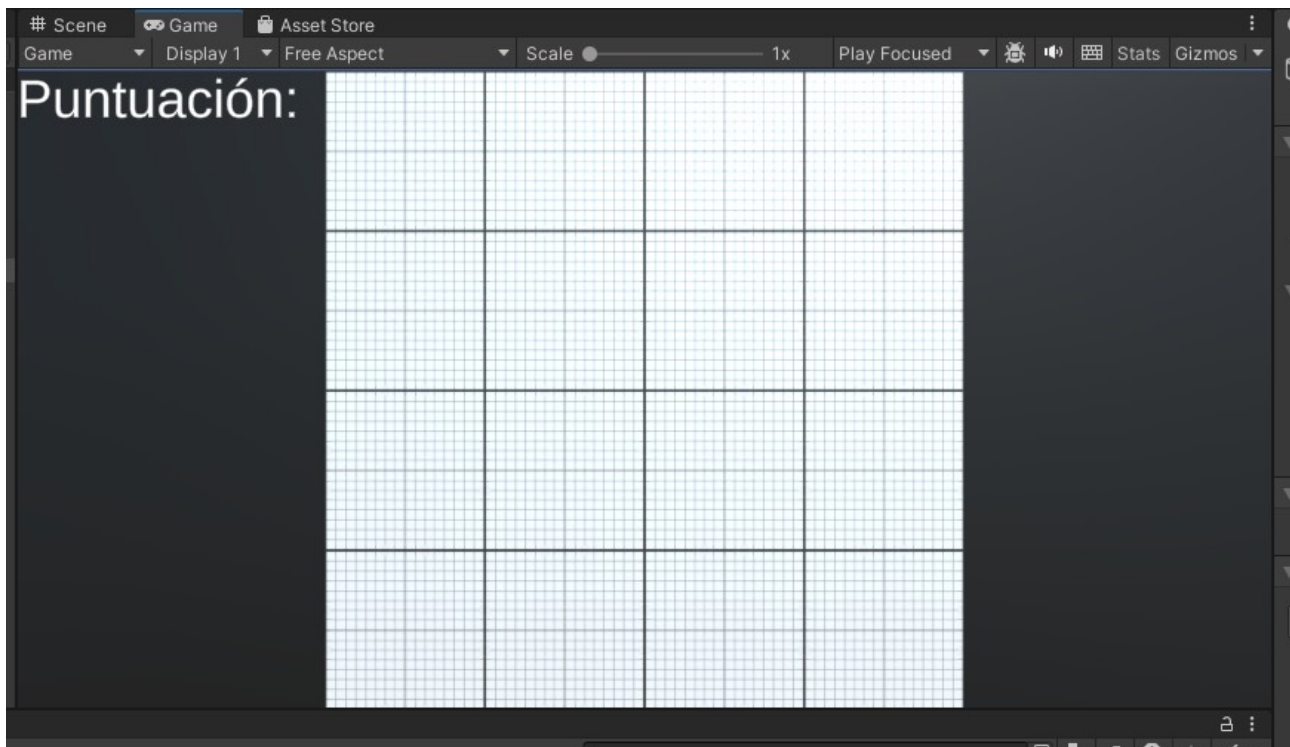 # Scene Game Asset Store
Game Display 1 Free Aspect Scale 1x Play Focused Stats Gizmos
Puntuación: